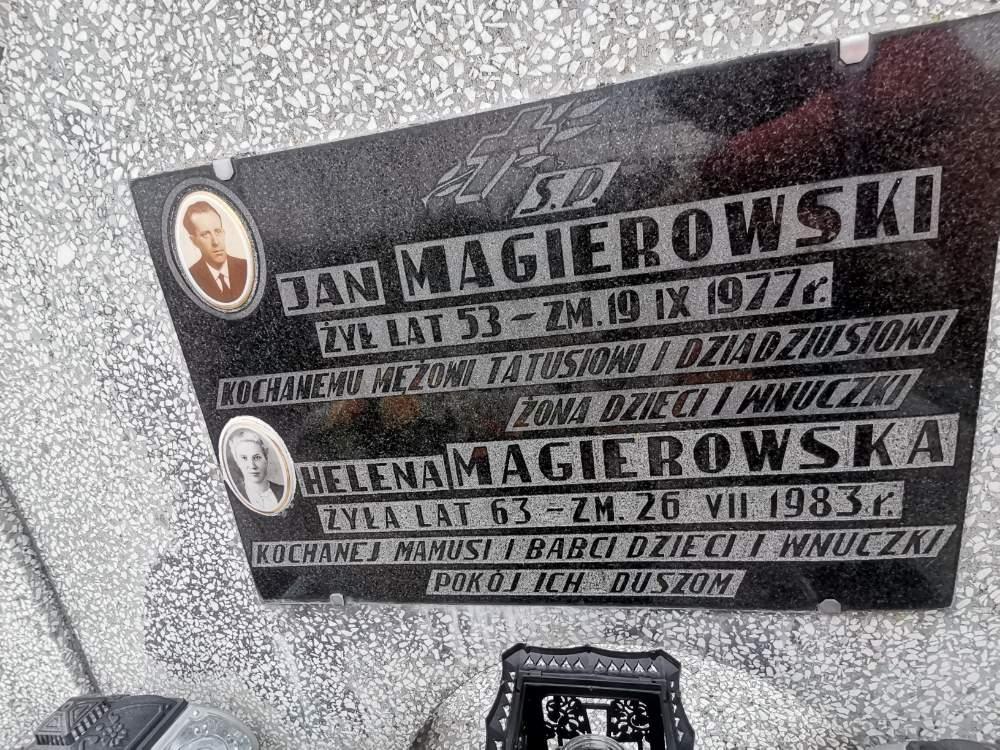 Ś.P.
JAN MAGIEROWSKI
ŻYŁ LAT 53 – ZM. 19 IX 1977 r.
KOCHANEMU MĘŻOWI TATUSIOWI I DZIADZIUSIOWI
ŻONA DZIECI I WNUCZKI
HELENA MAGIEROWSKA
ŻYŁA LAT 63 – ZM. 26 VII 1983 r.
KOCHANEJ MAMUSI I BABCI DZIECI I WNUCZKI
POKÓJ ICH DUSZOM